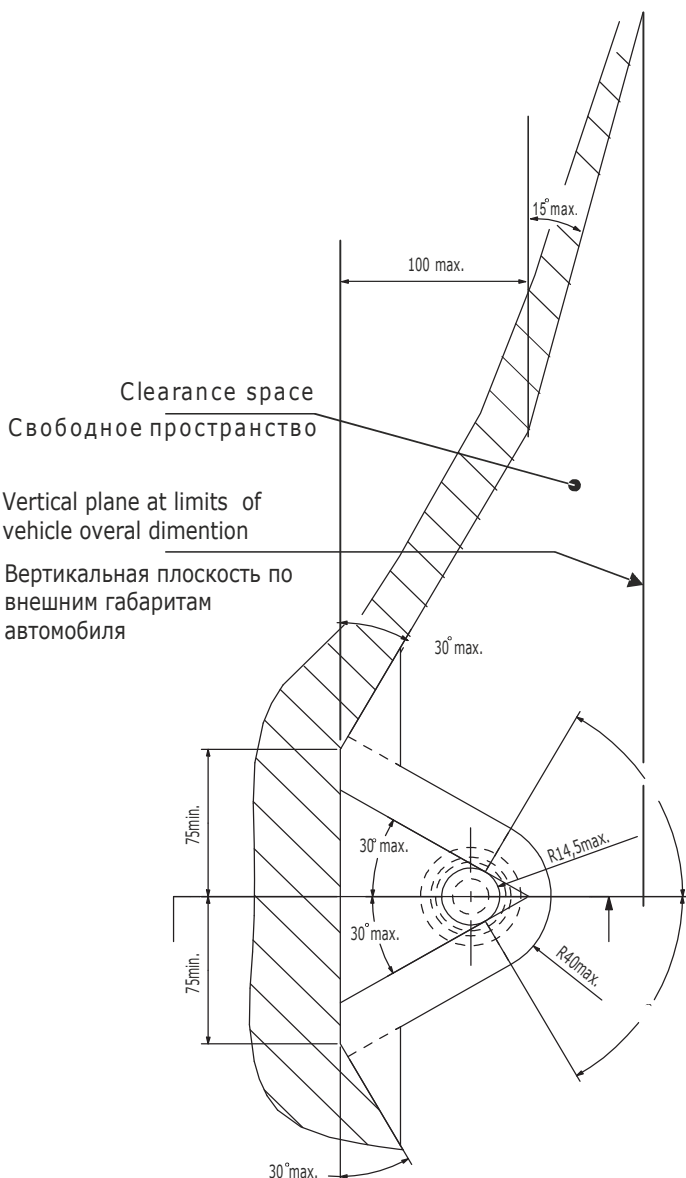 15°max.
100 max.
Clearance space
Свободное пространство
Vertical plane at limits of
vehicle overal dimention
Вертикальная плоскость по
внешним габаритам
автомобиля
30°max.
75min.
30°max.
R14,5max.
30°max.
75min.
R40max.
30°max.